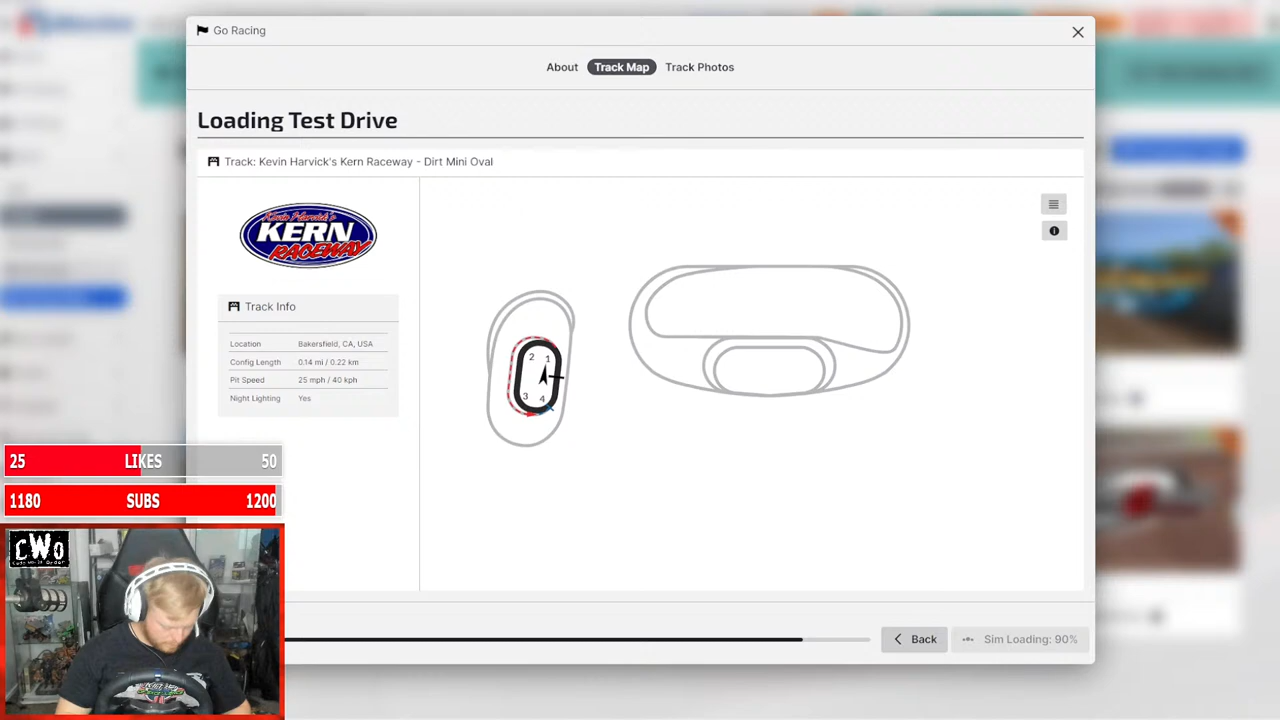 Go Racing
About Track Map Track Photos
Loading Test Drive
Track: Kevin Harvick's Kern Raceway - Dirt Mini Oval
Kevin Harvick's
KERN
RACEWAY
Track Info
Location Bakersfield, CA, USA
Config Length 0.14 mi / 0.22 km
Pit Speed 25 mph / 40 kph
Night Lighting Yes
2 1
3 4
25 LIKES 50
1180 SUBS 1200
CWO
Back
Sim Loading: 90%